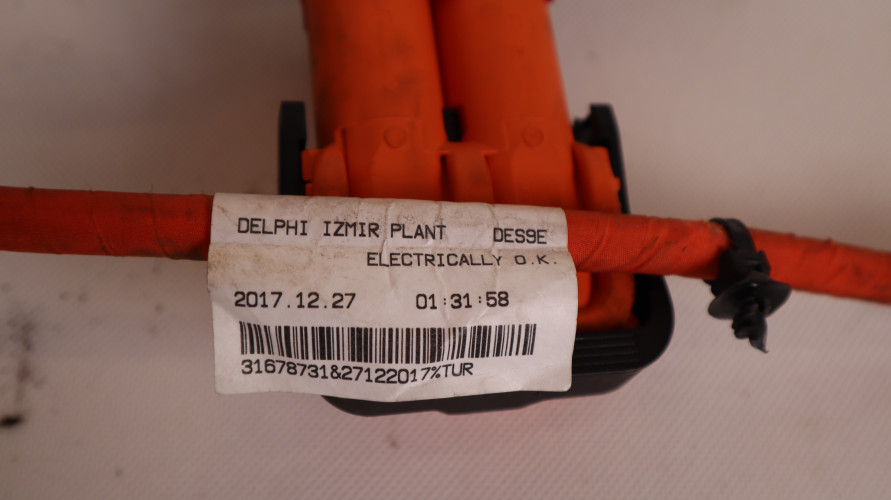 DELPHI IZMIR PLANT DES9E
ELECTRICALLY O.K.
2017.12.27 01:31:58
31678731&27122017%TUR